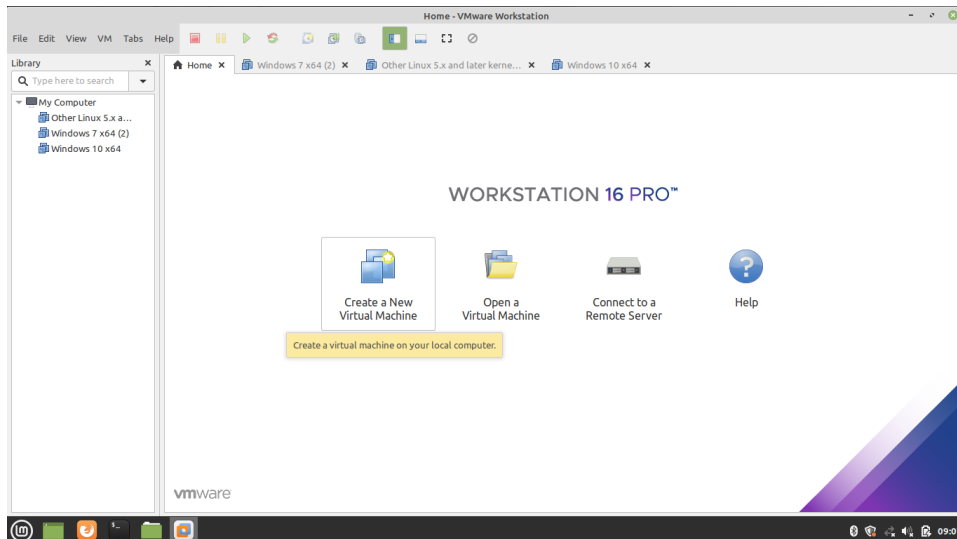 Home - VMware Workstation
File Edit View VM Tabs Help
Library
Type here to search
My Computer
Other Linux 5.x a...
Windows 7 x64 (2)
Windows 10 x64
Home
Windows 7 x64 (2)
Other Linux 5.x and later kerne...
Windows 10 x64
WORKSTATION 16 PRO™
Create a New
Virtual Machine
Open a
Virtual Machine
Connect to a
Remote Server
Help
Create a virtual machine on your local computer.
vmware
09:0